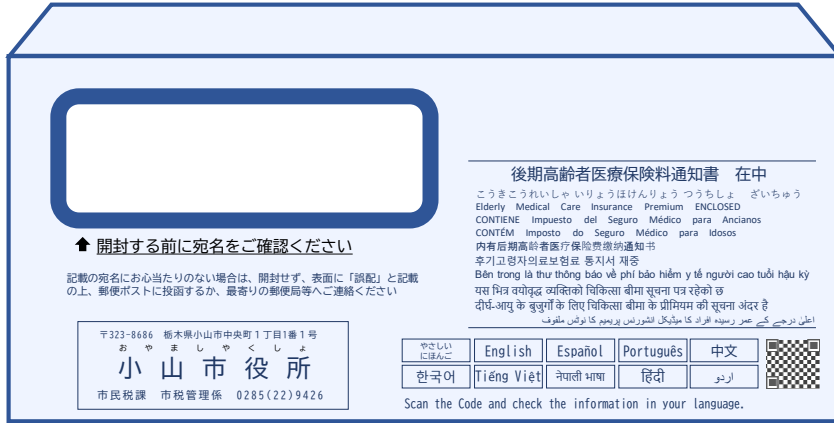 後期高齢者医療保険料通知書　在中
こうきこうれいしゃ いりょうほけんりょう つうちしょ　ざいちゅう
Elderly Medical Care Insurance Premium ENCLOSED
CONTIENE Impuesto del Seguro Médico para Ancianos
CONTÉM Imposto do Seguro Médico para Idosos
内有后期高龄者医疗保险费缴纳通知书
후기고령자의료보험료 통지서 재중
Bên trong là thư thông báo về phí bảo hiểm y tế người cao tuổi hậu kỳ
यस भित्र वयोवृद्ध व्यक्तिको चिकित्सा बीमा सूचना पत्र रहेको छ
दीर्घ-आयु के बुजुर्गों के लिए चिकित्सा बीमा के प्रीमियम की सूचना अंदर है
اعلیٰ درجے کے عمر رسیدہ افراد کا میڈیکل انشورنس پریمیم کا نوٹس ملفوف
⬆ 開封する前に宛名をご確認ください
記載の宛名にお心当たりのない場合は、開封せず、表面に「誤配」と記載
の上、郵便ポストに投函するか、最寄りの郵便局等へご連絡ください
〒323-8686　栃木県小山市中央町１丁目1番１号
おやましやくしょ
小山市役所
市民税課　市税管理係　0285(22)9426
やさしい
にほんご
English
Español
Português
中文
한국어
Tiếng Việt
नेपाली भाषा
हिंदी
اردو
Scan the Code and check the information in your language.